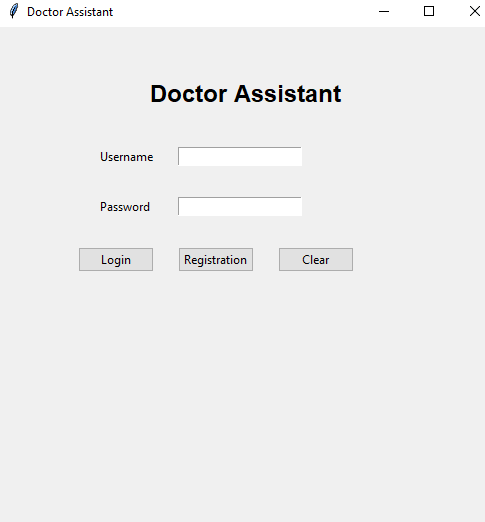 Doctor Assistant
Doctor Assistant
Username
Password
Login Registration Clear